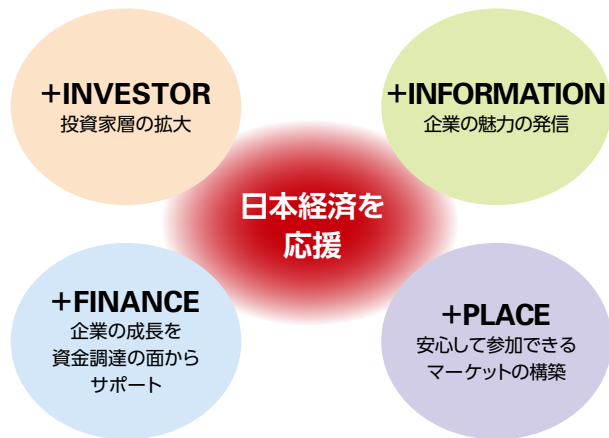 +INVESTOR
投資家層の拡大
+INFORMATION
企業の魅力の発信
日本経済を
応援
+FINANCE
企業の成長を
資金調達の面から
サポート
+PLACE
安心して参加できる
マーケットの構築